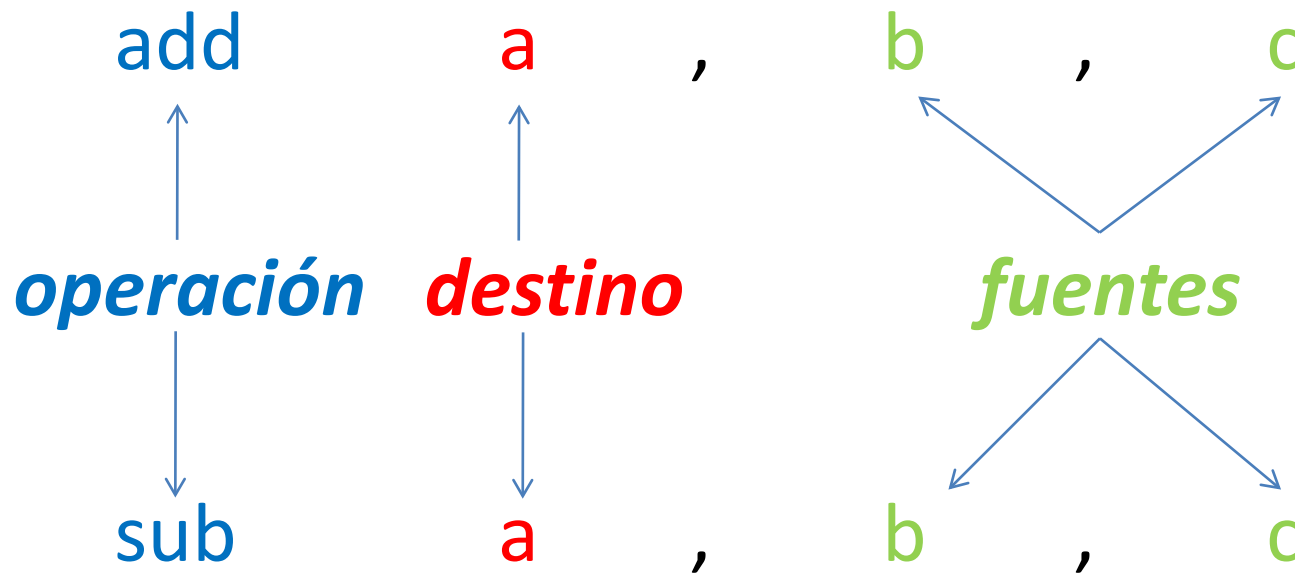 add a , b , c
operación destino fuentes
sub a , b , c